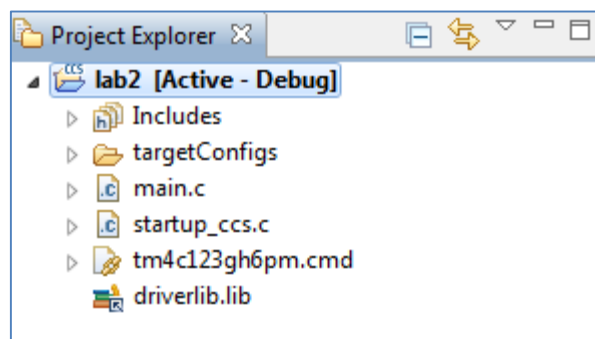 Project Explorer
lab2 [Active - Debug]
Includes
targetConfigs
main.c
startup_ccs.c
tm4c123gh6pm.cmd
driverlib.lib